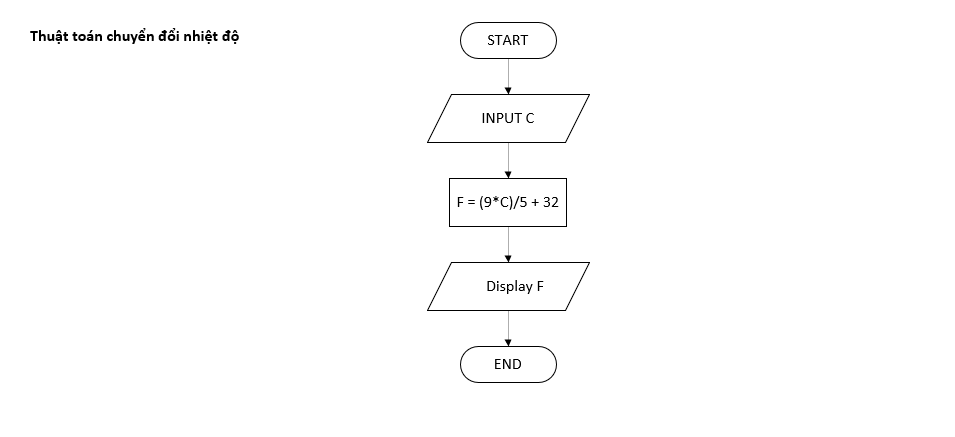 Thuật toán chuyển đổi nhiệt độ
START
INPUT C
F = (9*C)/5 + 32
Display F
END